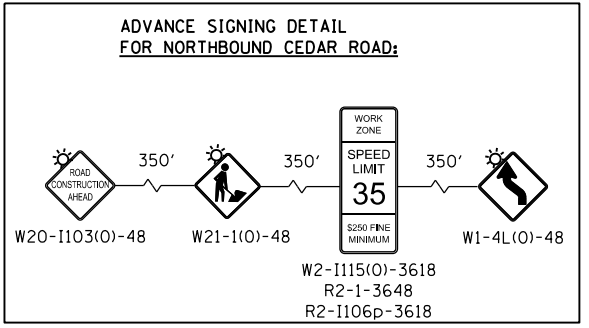 ADVANCE SIGNING DETAIL
FOR NORTHBOUND CEDAR ROAD:
ROAD
CONSTRUCTION
AHEAD
350'
350'
WORK
ZONE
SPEED
LIMIT
35
$250 FINE
MINIMUM
350'
W20-I103(O)-48
W21-1(O)-48
W1-4L(O)-48
W2-I115(O)-3618
R2-1-3648
R2-I106p-3618